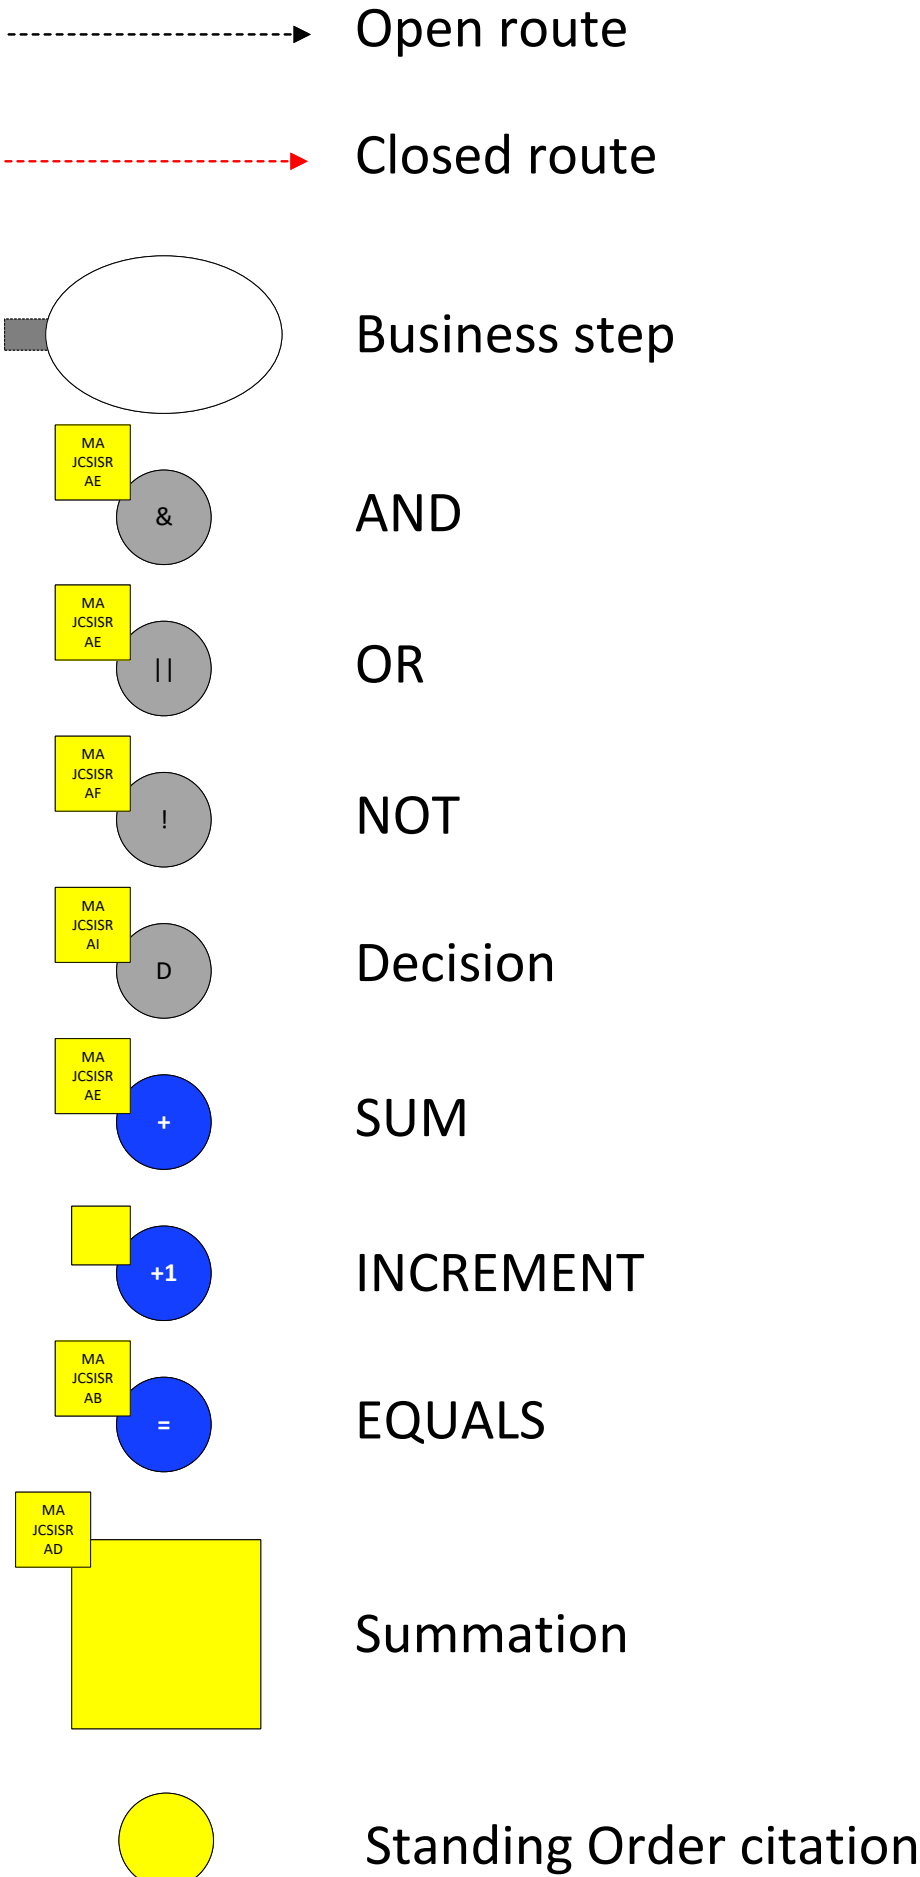 Open route
Closed route
Business step
MA
JCSISR
AE
&
AND
MA
JCSISR
AE
||
OR
MA
JCSISR
AF
!
NOT
MA
JCSISR
AI
D
Decision
MA
JCSISR
AE
+
SUM
+1
INCREMENT
MA
JCSISR
AB
=
EQUALS
MA
JCSISR
AD
Summation
Standing Order citation